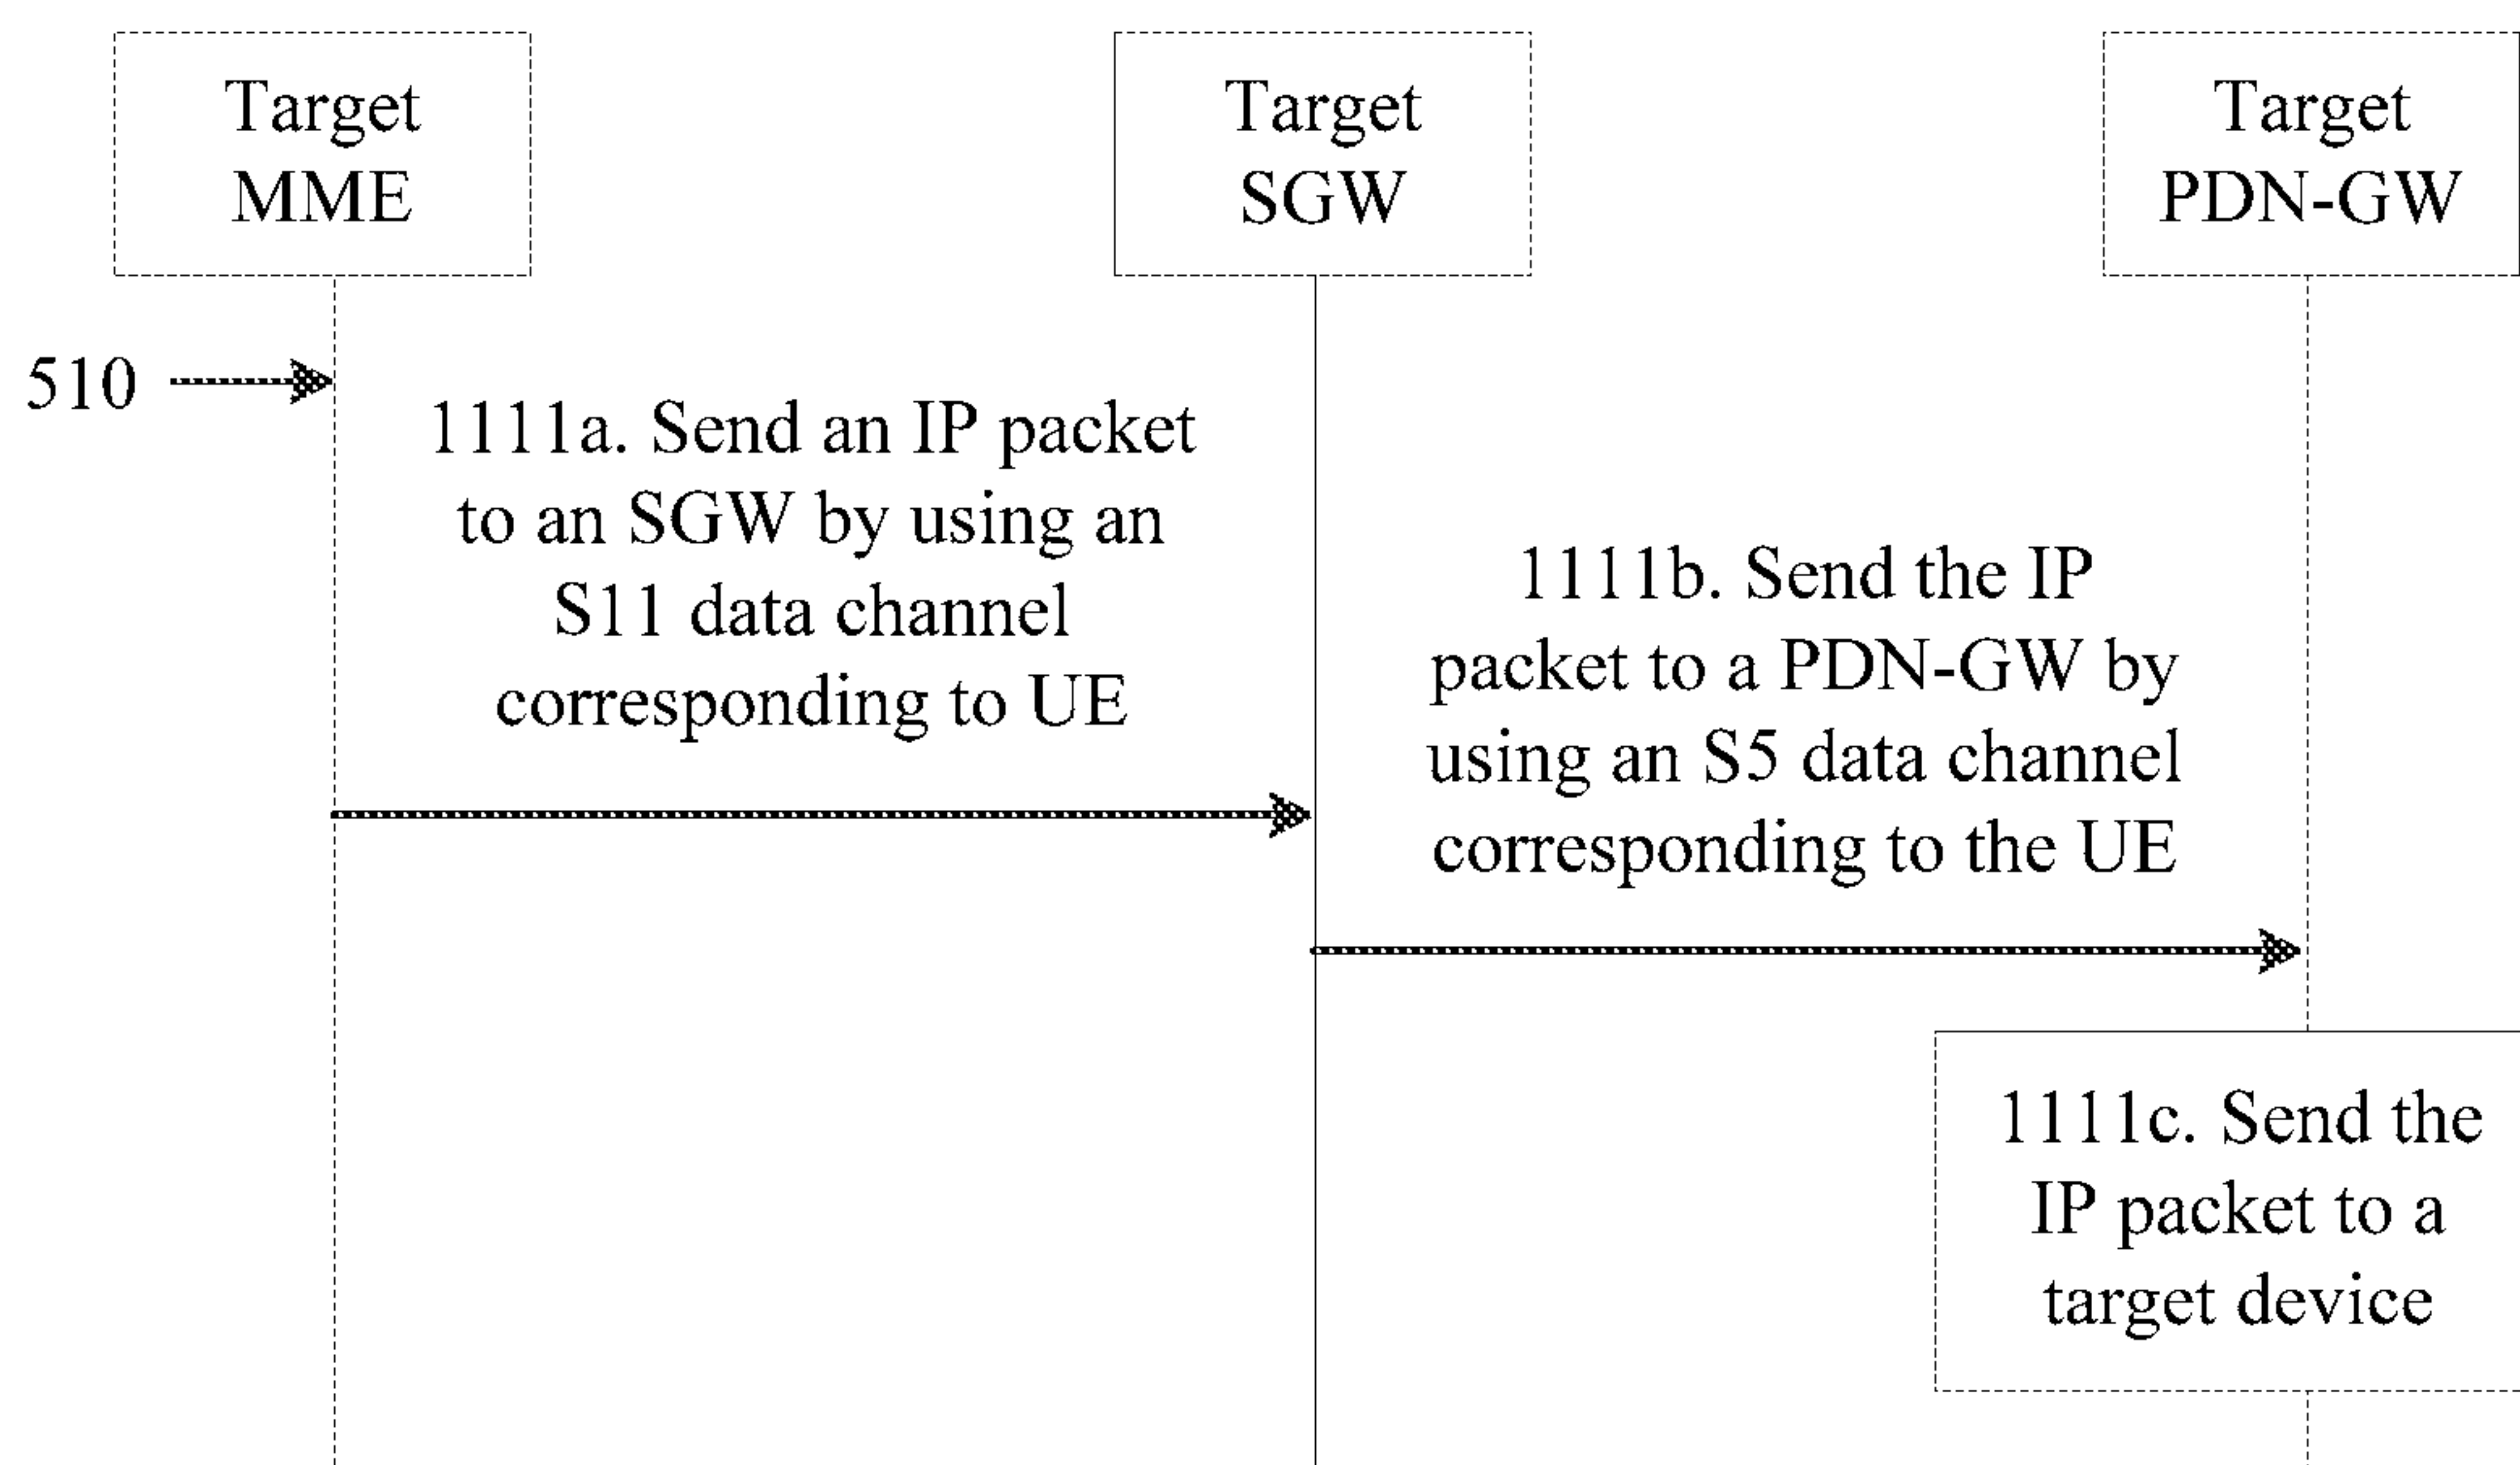 Target
MME
Target
SGW
Target
PDN-GW
510
1111a. Send an IP packet
to an SGW by using an
S11 data channel
corresponding to UE
1111b. Send the IP
packet to a PDN-GW by
using an S5 data channel
corresponding to the UE
1111c. Send the
IP packet to a
target device